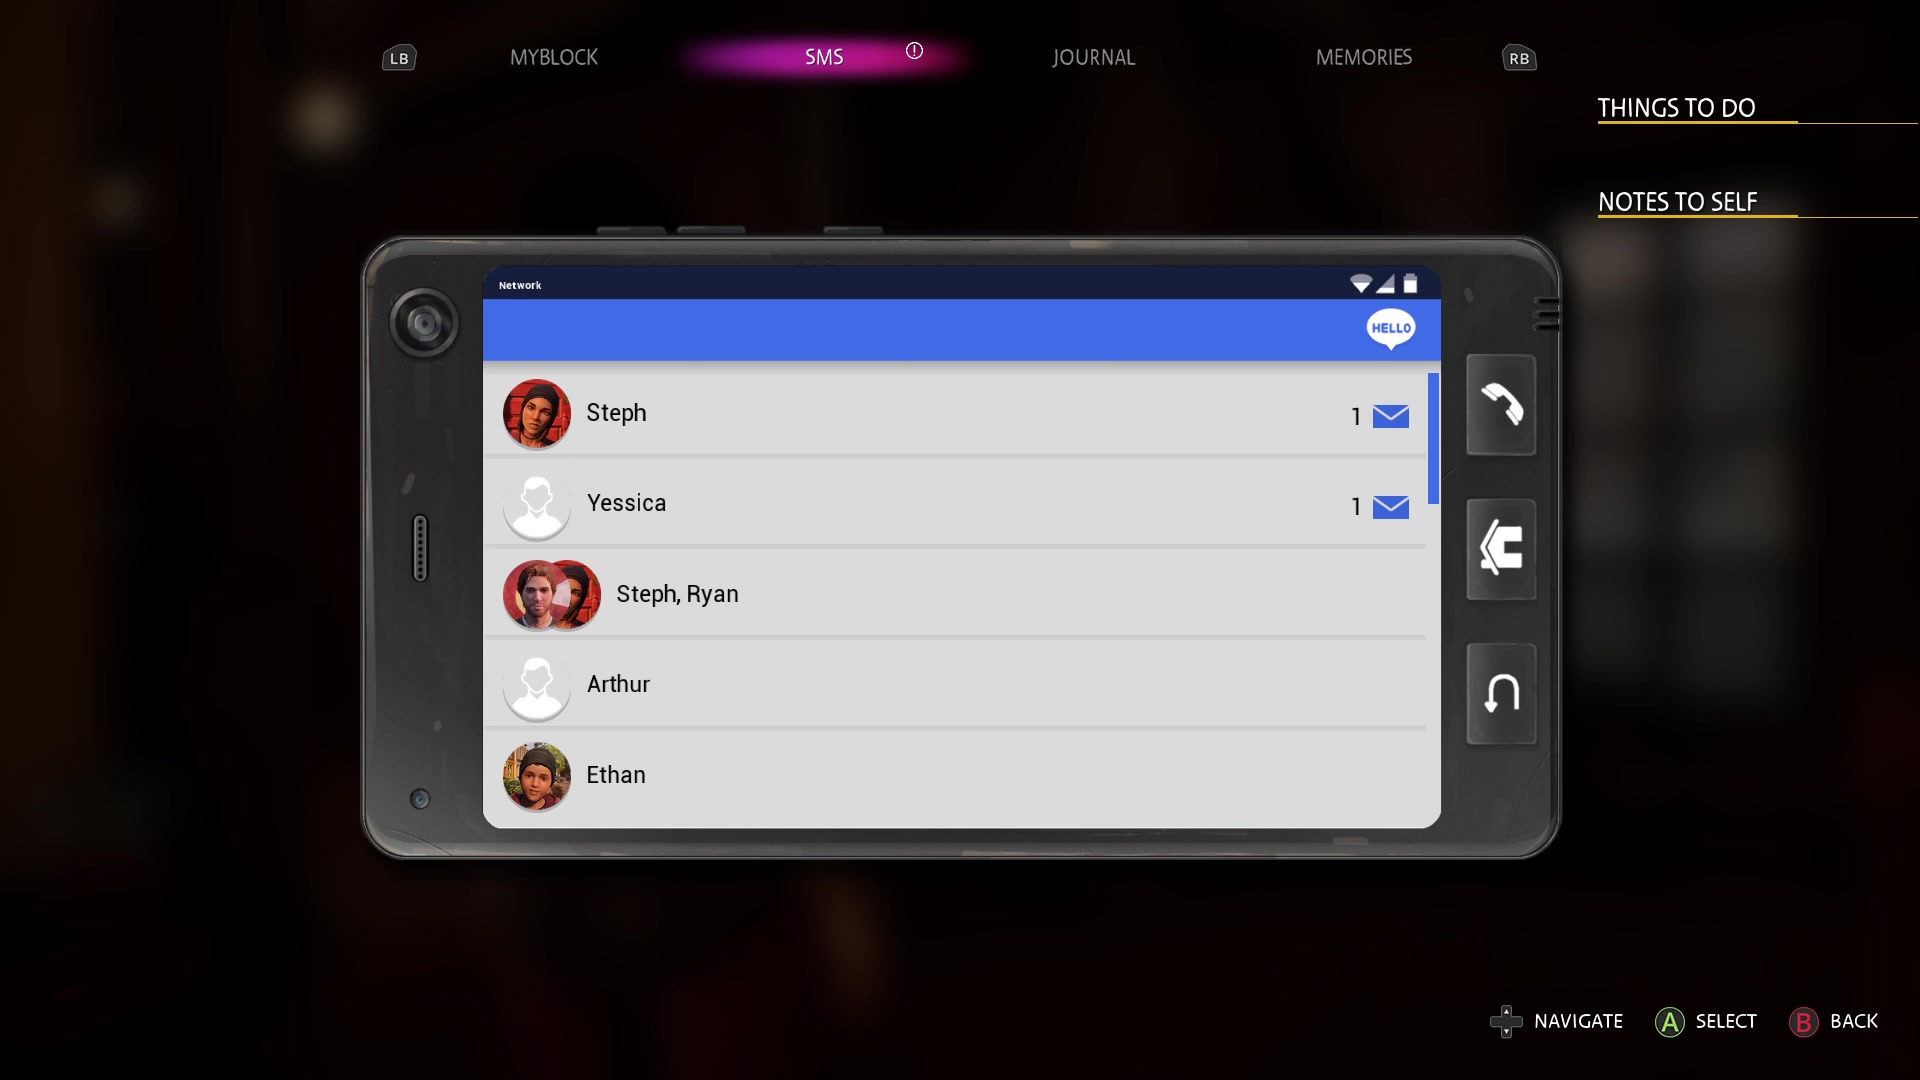 LB
MYBLOCK
SMS
JOURNAL
MEMORIES
RB
THINGS TO DO
NOTES TO SELF
Network
HELLO
Steph
1
Yessica
1
Steph, Ryan
Arthur
Ethan
NAVIGATE
A SELECT
B BACK